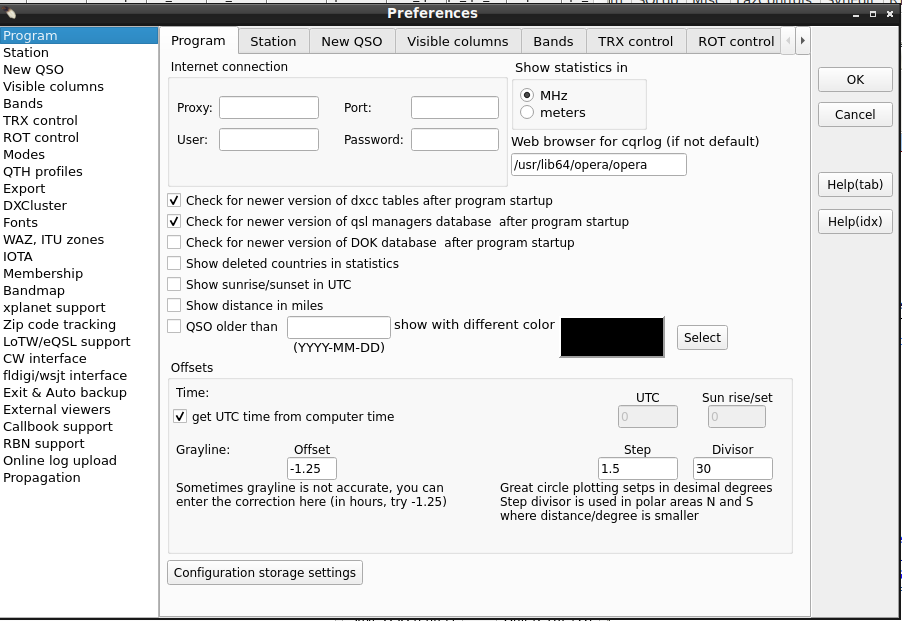 Preferences
Program
Station
New QSO
Visible columns
Bands
TRX control
ROT control
Modes
QTH profiles
Export
DXCluster
Fonts
WAZ, ITU zones
IOTA
Membership
Bandmap
xplanet support
Zip code tracking
LoTW/eQSL support
CW interface
fldigi/wsjt interface
Exit & Auto backup
External viewers
Callbook support
RBN support
Online log upload
Propagation
Program Station New QSO Visible columns Bands TRX control ROT control
Internet connection
Proxy: Port:
User: Password:
Show statistics in
MHz
meters
Web browser for cqrlog (if not default)
/usr/lib64/opera/opera
Check for newer version of dxcc tables after program startup
Check for newer version of qsl managers database  after program startup
Check for newer version of DOK database  after program startup
Show deleted countries in statistics
Show sunrise/sunset in UTC
Show distance in miles
QSO older than show with different color Select
(YYYY-MM-DD)
Offsets
Time:
UTC Sun rise/set
get UTC time from computer time 0 0
Grayline: Offset Step Divisor
-1.25 1.5 30
Sometimes grayline is not accurate, you can
enter the correction here (in hours, try -1.25)
Great circle plotting setps in desimal degrees
Step divisor is used in polar areas N and S
where distance/degree is smaller
Configuration storage settings
OK
Cancel
Help(tab)
Help(idx)